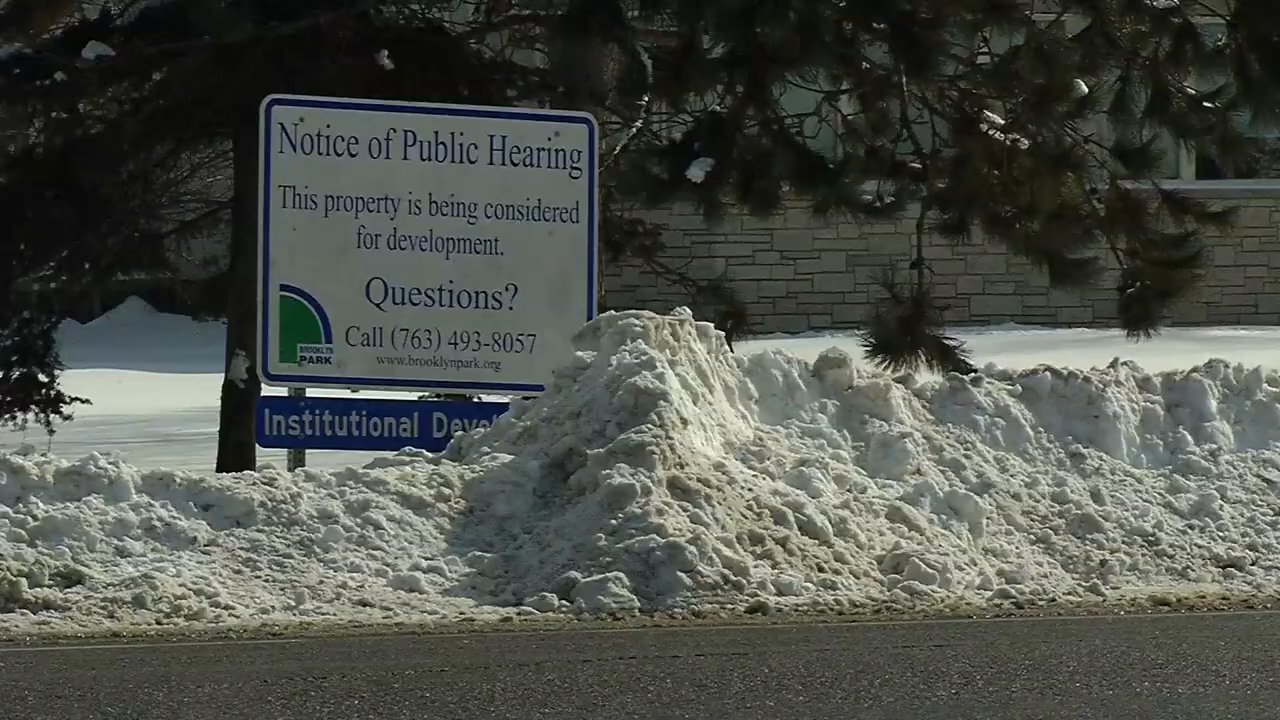 Notice of Public Hearing
This property is being considered
for development.
Questions?
Call (763) 493-8057
www.brooklynpark.org
BROOKLYN
PARK
Institutional Deve